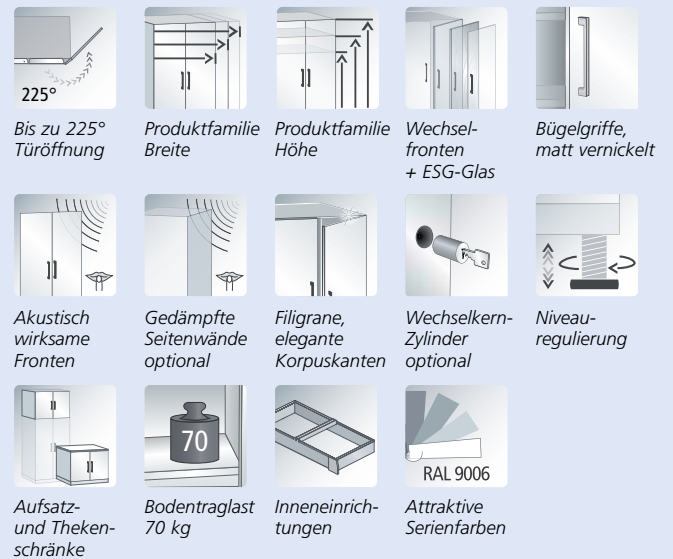 225°
Bis zu 225°
Türöffnung
Produktfamilie
Breite
Produktfamilie
Höhe
Wechsel-
fronten
+ ESG-Glas
Bügelgriffe,
matt vernickelt
Akustisch
wirksame
Fronten
Gedämpfte
Seitenwände
optional
Filigrane,
elegante
Korpuskanten
Wechselkern-
Zylinder
optional
Niveau-
regulierung
Aufsatz-
und Theken-
schränke
70
Bodentraglast
70 kg
Inneneinrich-
tungen
RAL 9006
Attraktive
Serienfarben